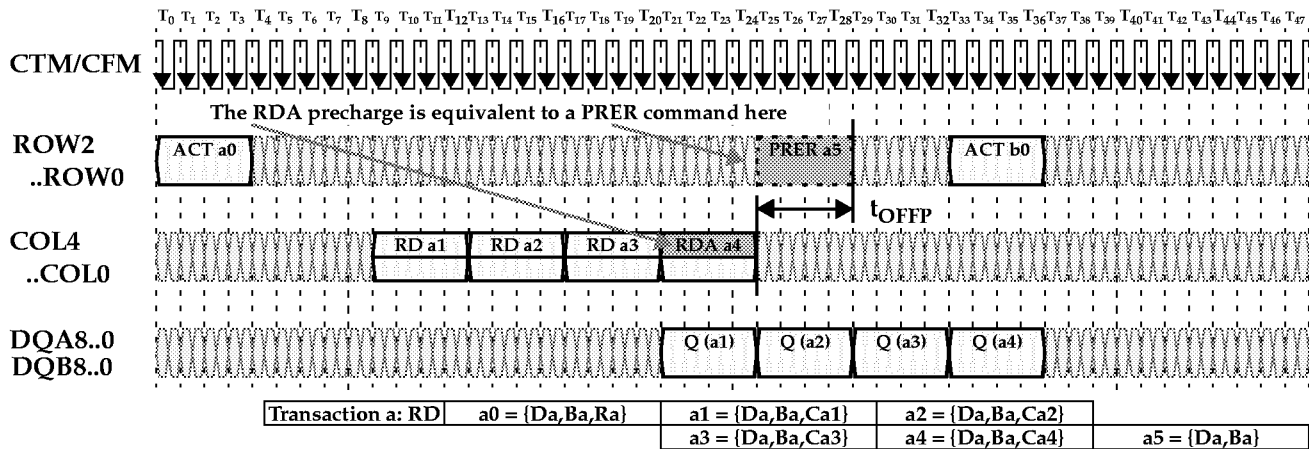 T0 T1 T2 T3 T4 T5 T6 T7 T8 T9 T10 T11 T12 T13 T14 T15 T16 T17 T18 T19 T20 T21 T22 T23 T24 T25 T26 T27 T28 T29 T30 T31 T32 T33 T34 T35 T36 T37 T38 T39 T40 T41 T42 T43 T44 T45 T46 T47
CTM/CFM
The RDA precharge is equivalent to a PRER command here
ROW2 ACT a0 PRER a5 ACT b0
..ROW0
tOFFP
COL4 RD a1 RD a2 RD a3 RDA a4
..COL0
DQA8..0 Q (a1) Q (a2) Q (a3) Q (a4)
DQB8..0
Transaction a: RD a0 = {Da,Ba,Ra} a1 = {Da,Ba,Ca1} a2 = {Da,Ba,Ca2}
a3 = {Da,Ba,Ca3} a4 = {Da,Ba,Ca4} a5 = {Da,Ba}